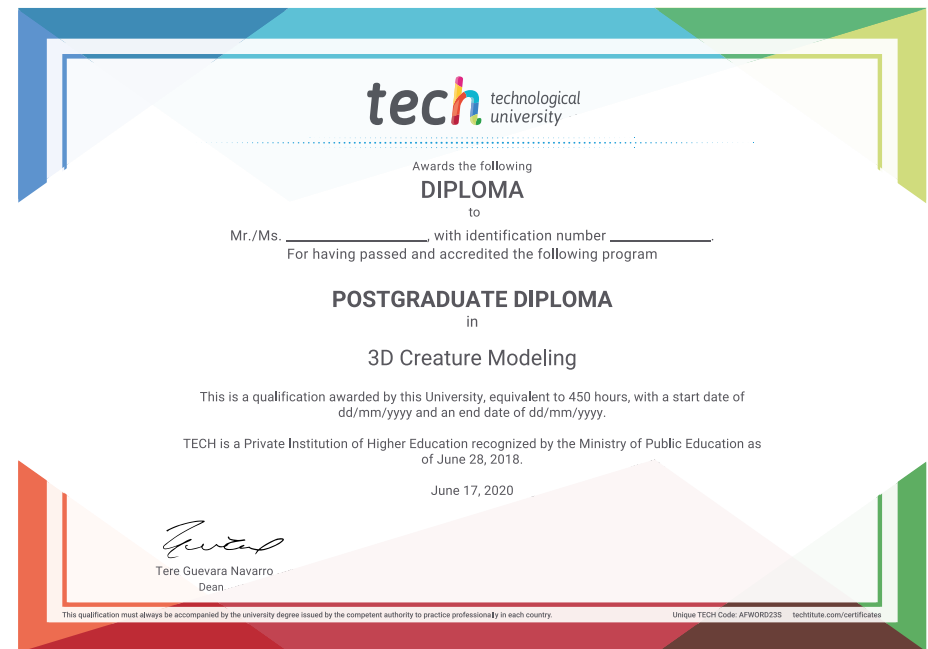 tech technological
university
Awards the following
DIPLOMA
to
Mr./Ms. ____________________, with identification number ______________.
For having passed and accredited the following program
POSTGRADUATE DIPLOMA
in
3D Creature Modeling
This is a qualification awarded by this University, equivalent to 450 hours, with a start date of
dd/mm/yyyy and an end date of dd/mm/yyyy.
TECH is a Private Institution of Higher Education recognized by the Ministry of Public Education as
of June 28, 2018.
June 17, 2020
Tere Guevara Navarro
Dean
This qualification must always be accompanied by the university degree issued by the competent authority to practice professionally in each country. Unique TECH Code: AFWORD23S techtitute.com/certificates